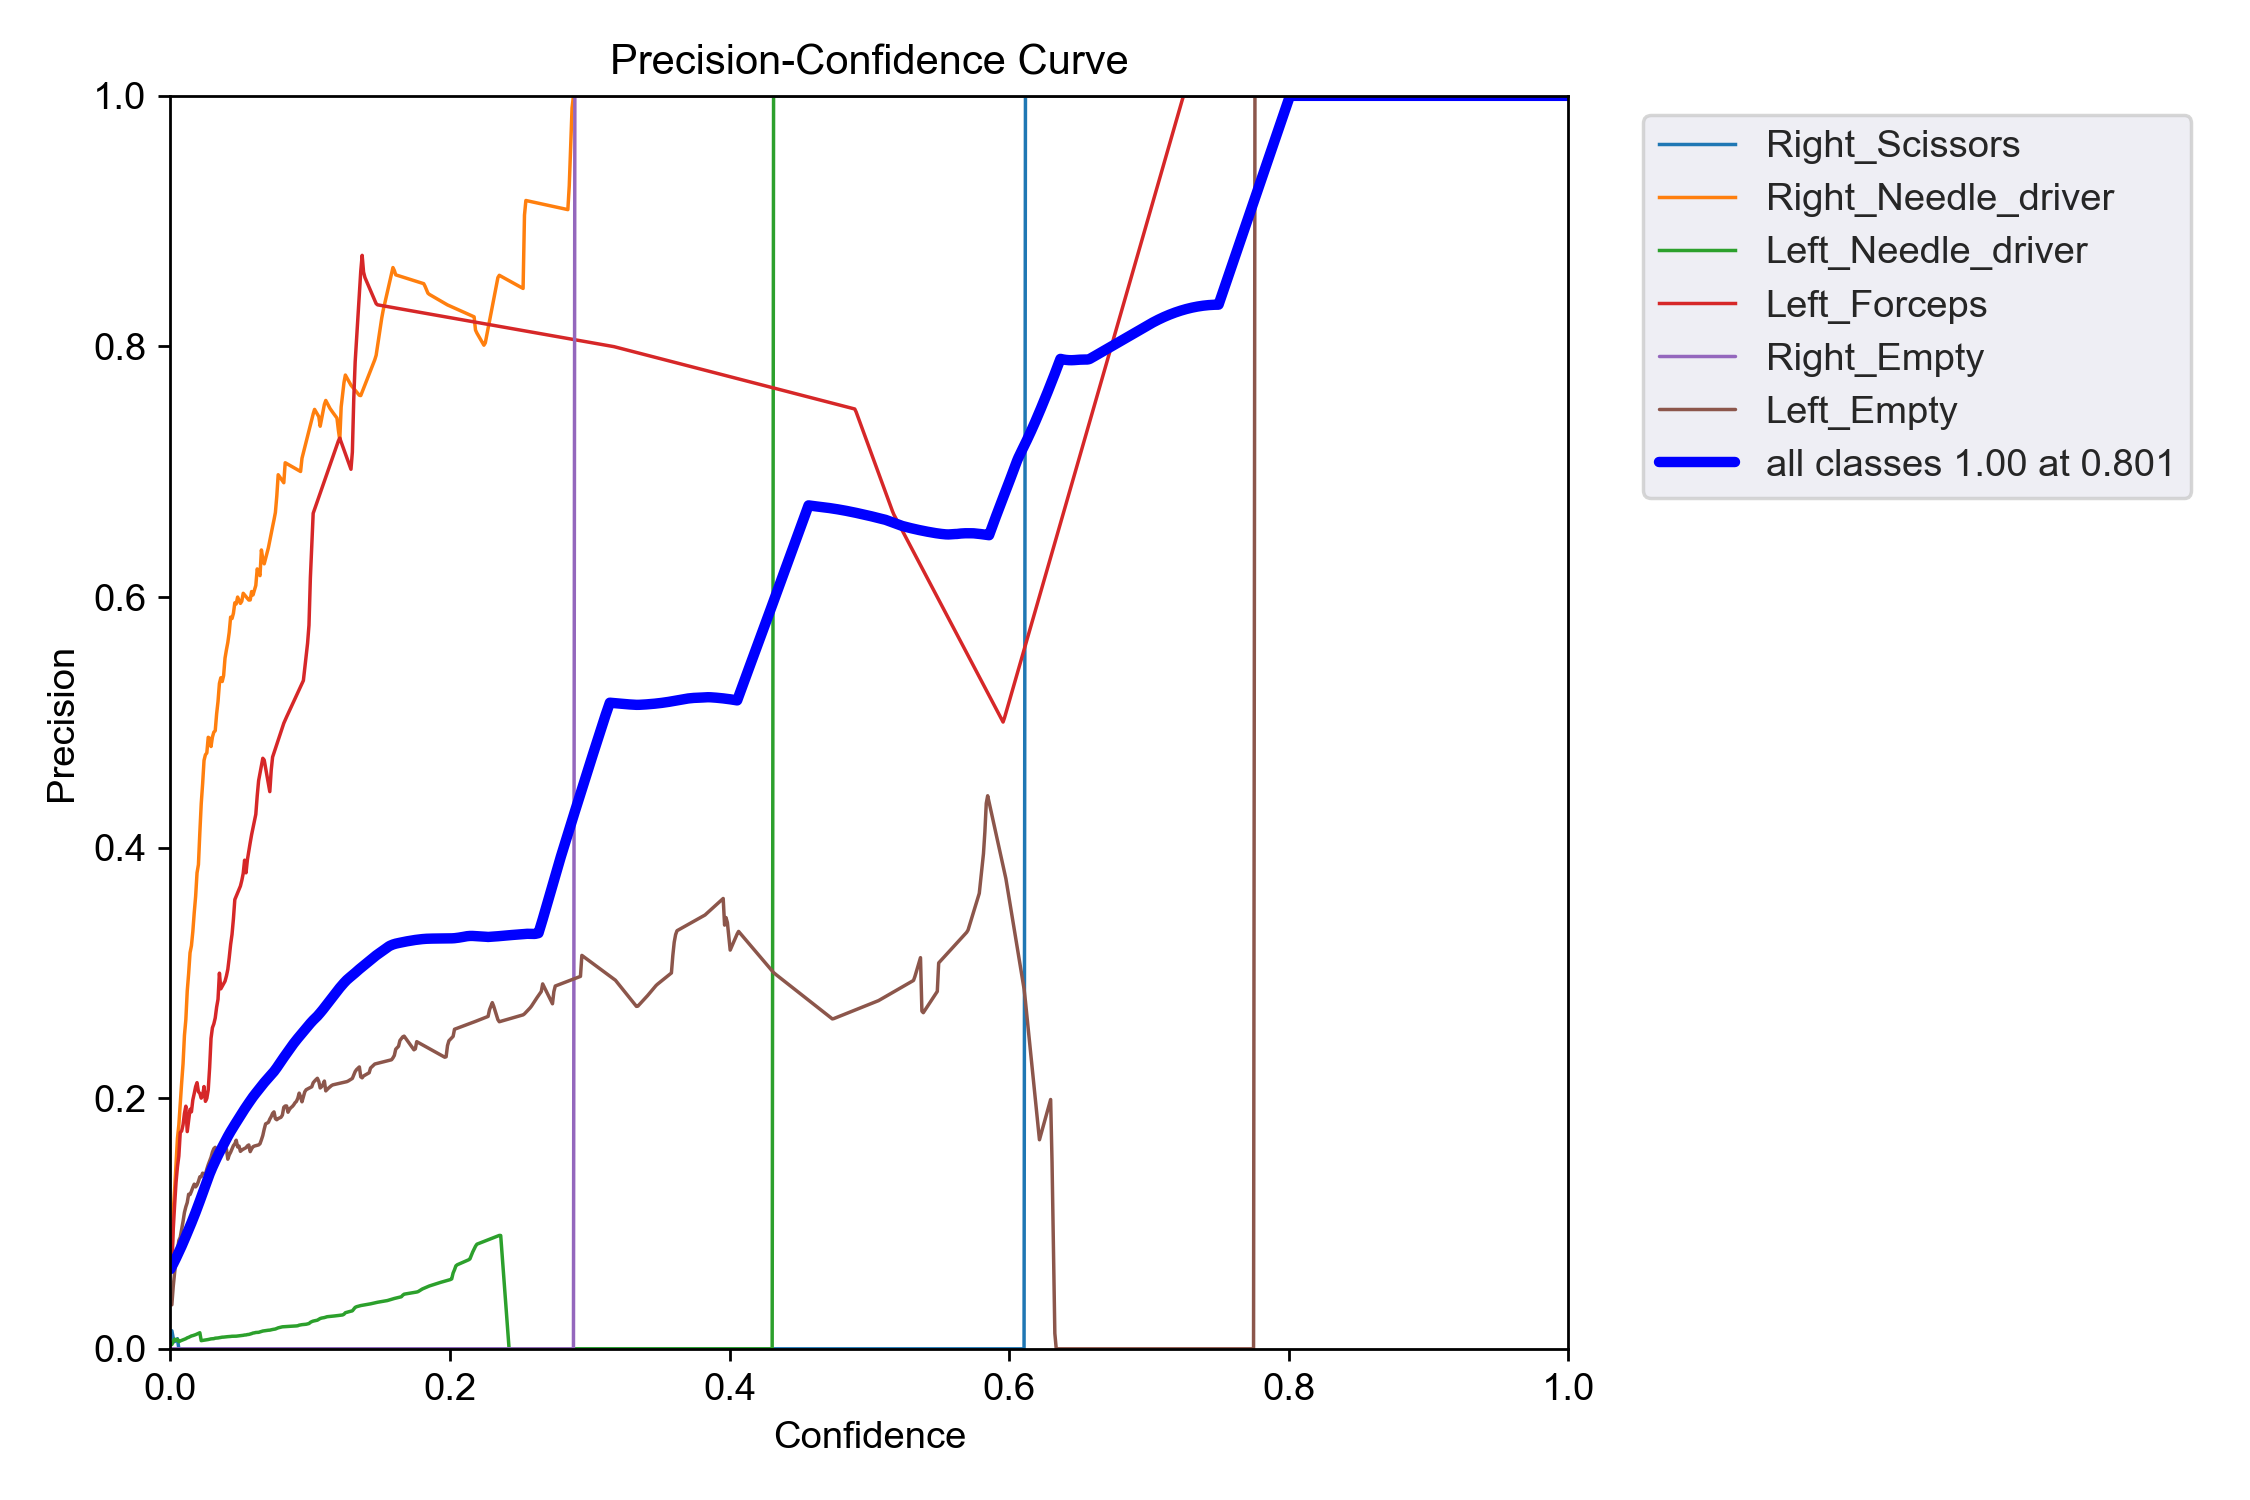 Precision-Confidence Curve
1.0
0.8
0.6
0.4
0.2
0.0
Precision
0.0 0.2 0.4 0.6 0.8 1.0
Confidence
Right_Scissors
Right_Needle_driver
Left_Needle_driver
Left_Forceps
Right_Empty
Left_Empty
all classes 1.00 at 0.801